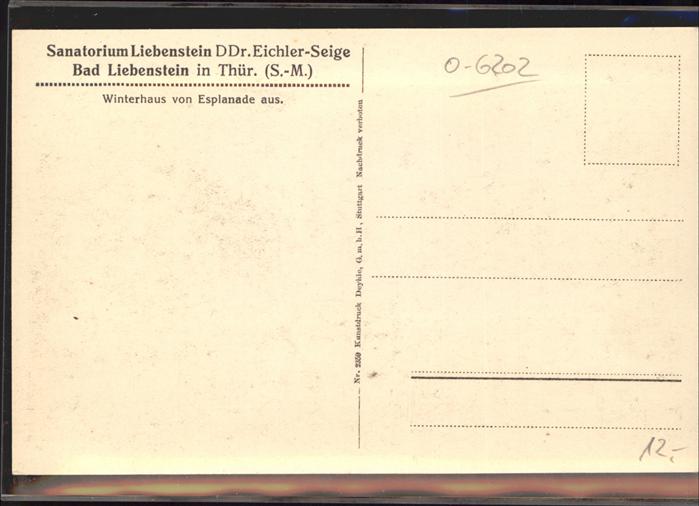 Sanatorium Liebenstein DDr. Eichler-Seige
Bad Liebenstein in Thür. (S.-M.)
Winterhaus von Esplanade aus.
Nr. 2359 Kunstdruck Deyhle, G. m. b. H., Stuttgart Nachdruck verboten
O-6202
12,-